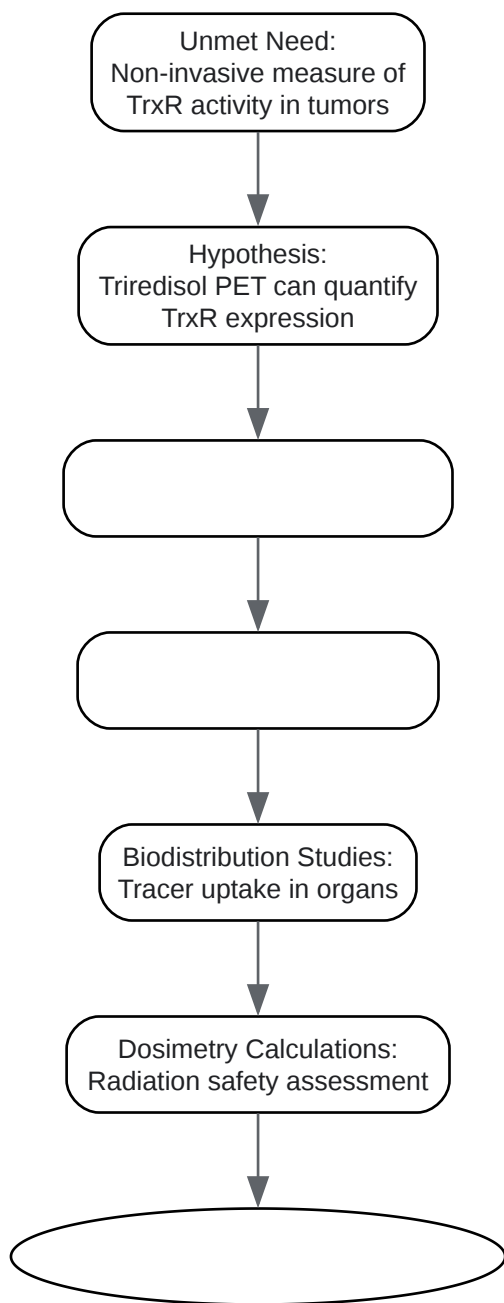 Unmet Need:
Non-invasive measure of
TrxR activity in tumors
Hypothesis:
Triredisol PET can quantify
TrxR expression
Biodistribution Studies:
Tracer uptake in organs
Dosimetry Calculations:
Radiation safety assessment